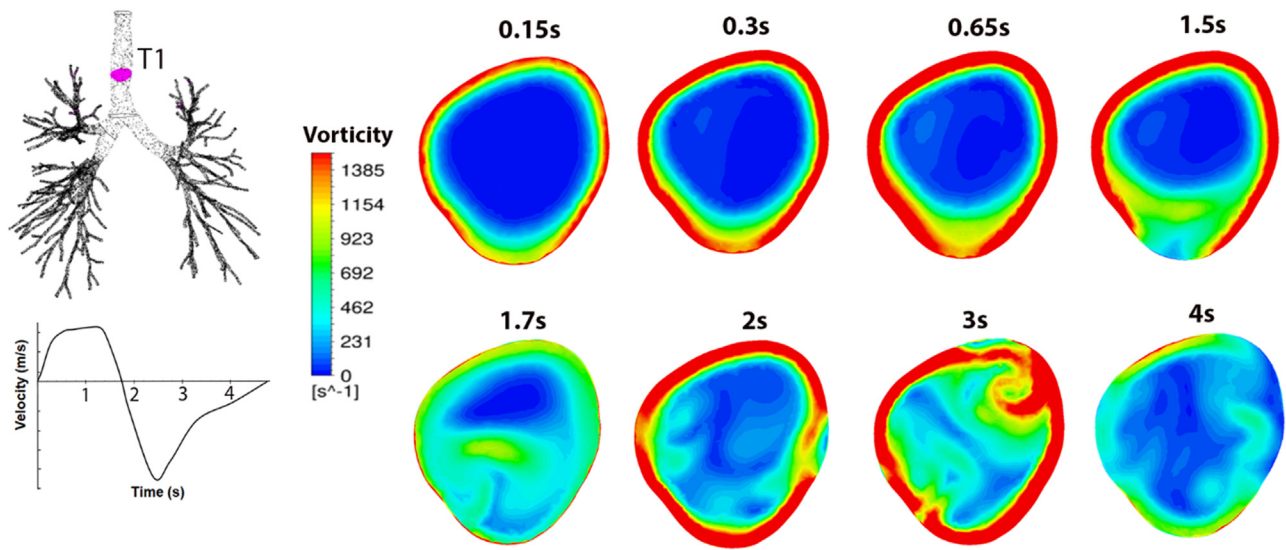 T1
0.15s
0.3s
0.65s
1.5s
Vorticity
1385
1154
923
692
462
231
0
[s^-1]
1.7s
2s
3s
4s
Velocity (m/s)
1
2
3
4
Time (s)